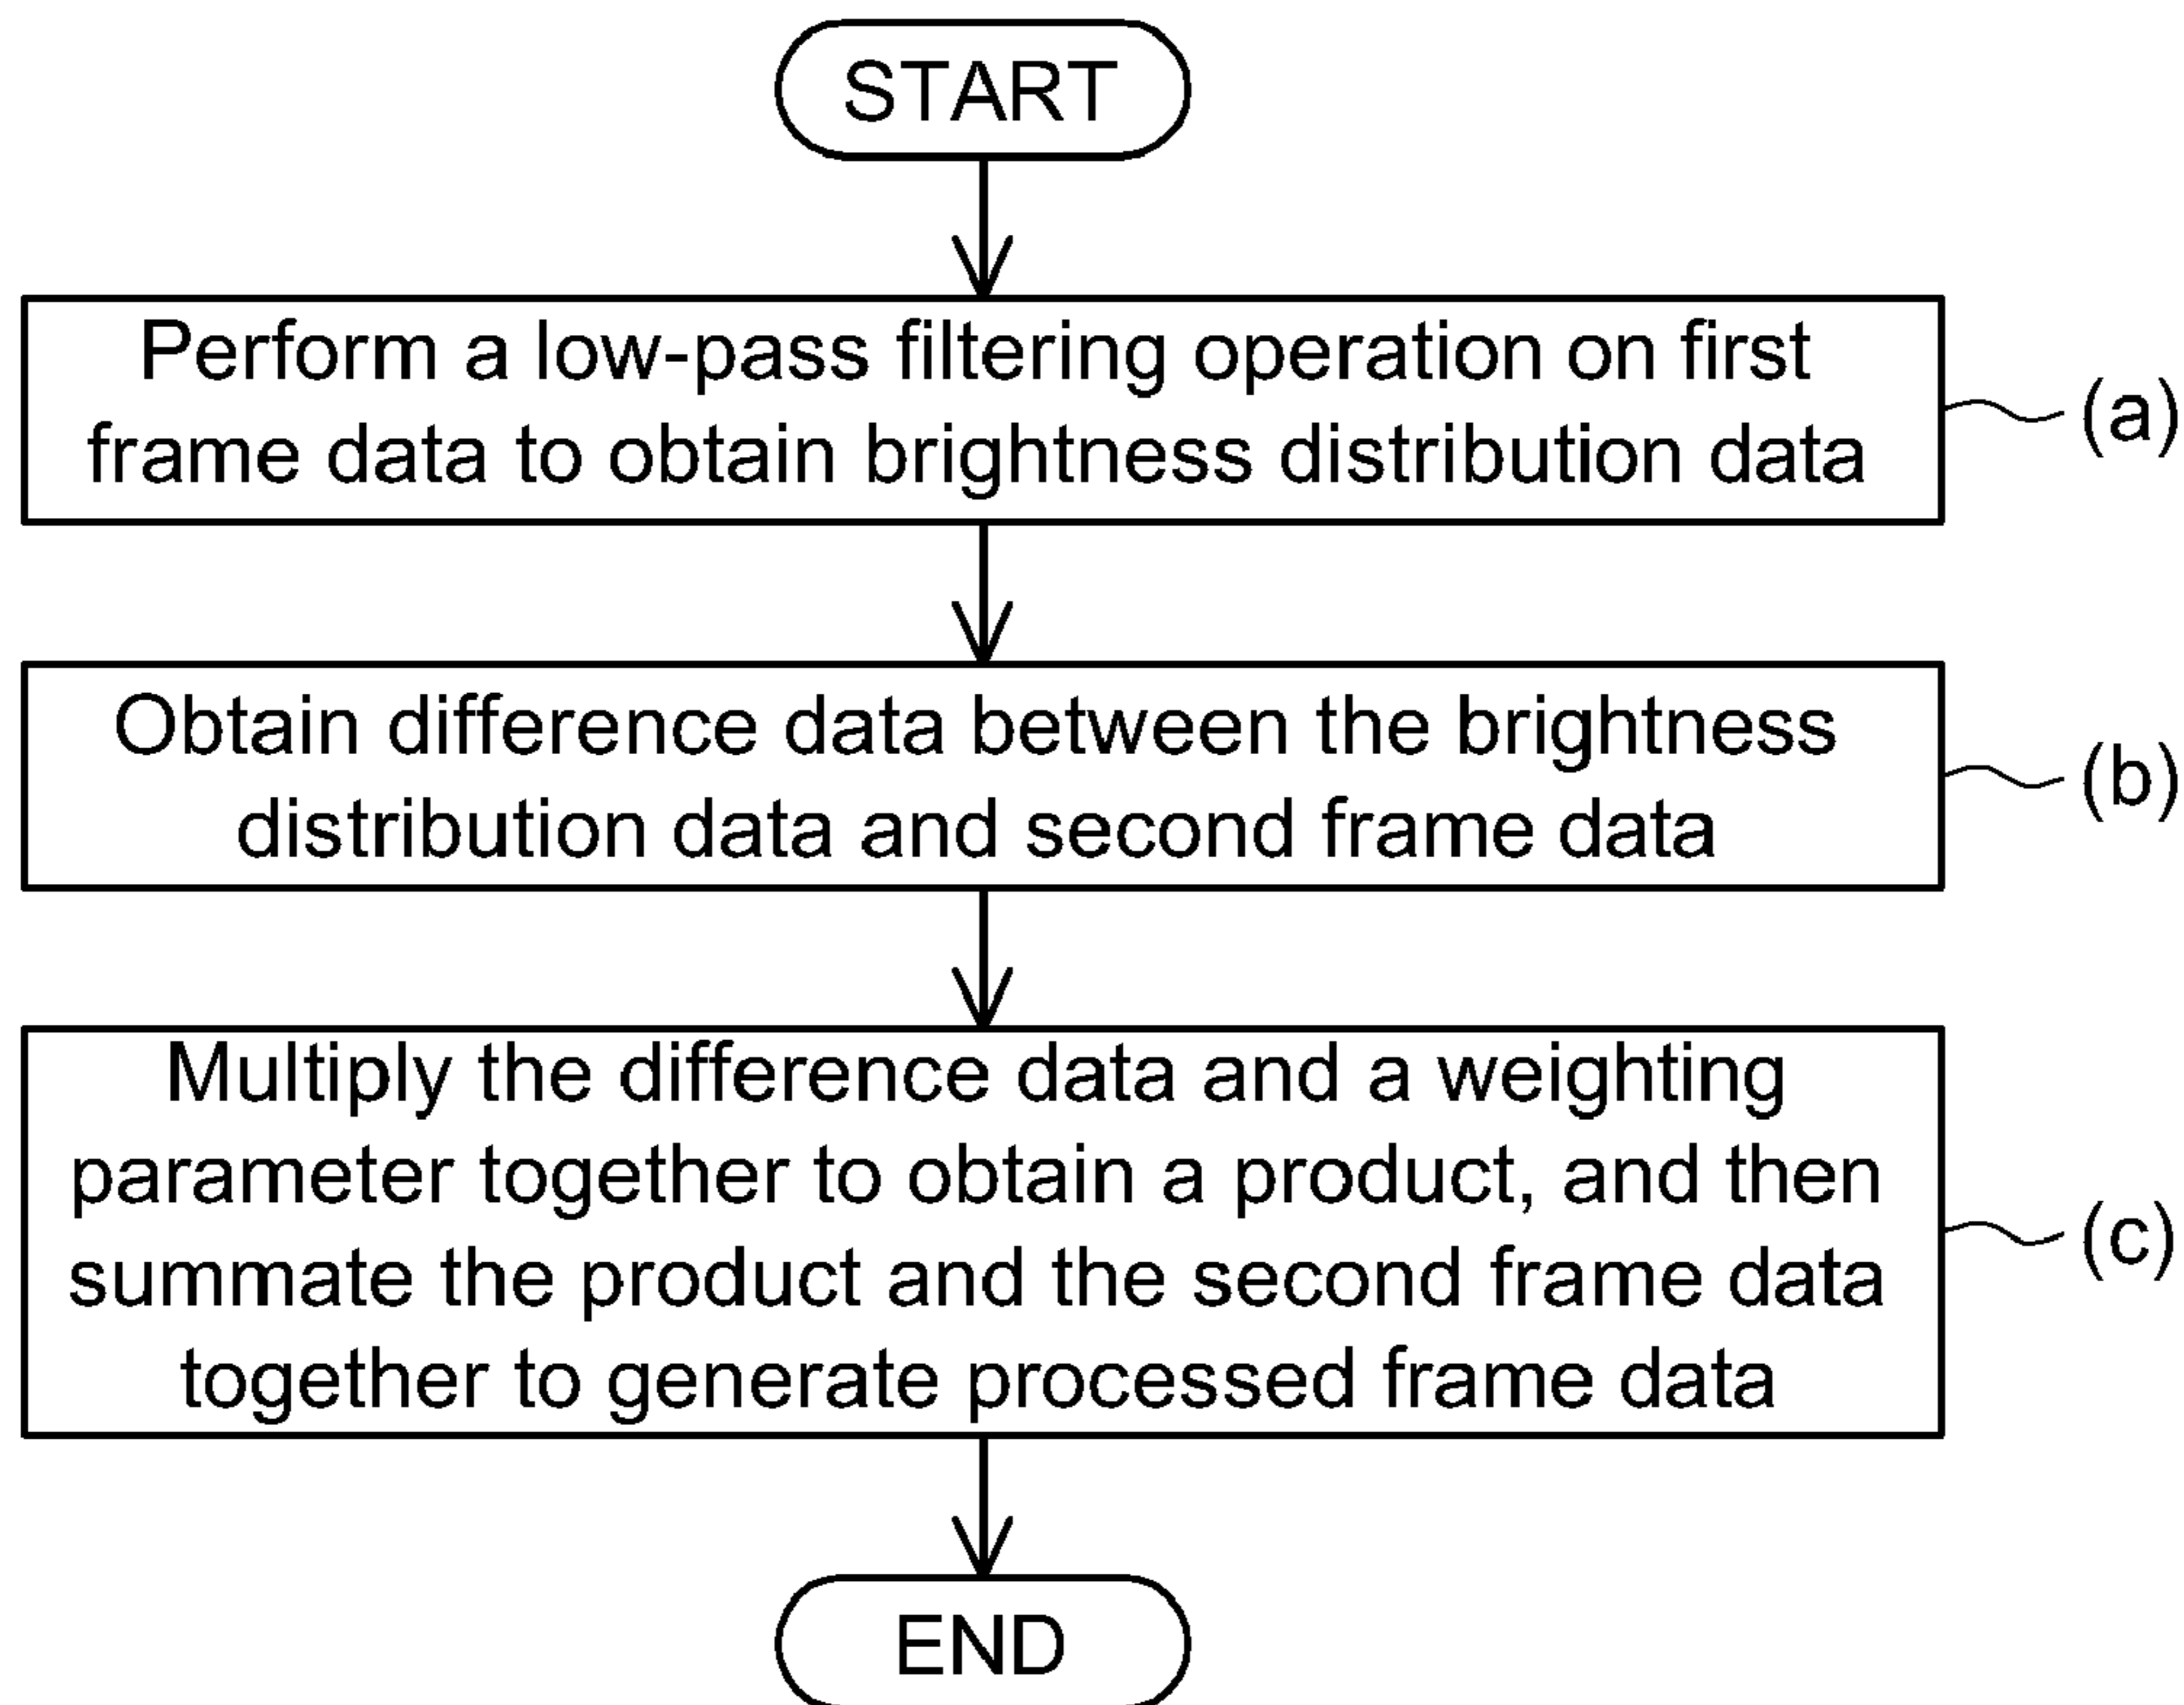 START
Perform a low-pass filtering operation on first
frame data to obtain brightness distribution data
(a)
Obtain difference data between the brightness
distribution data and second frame data
(b)
Multiply the difference data and a weighting
parameter together to obtain a product, and then
summate the product and the second frame data
together to generate processed frame data
(c)
END